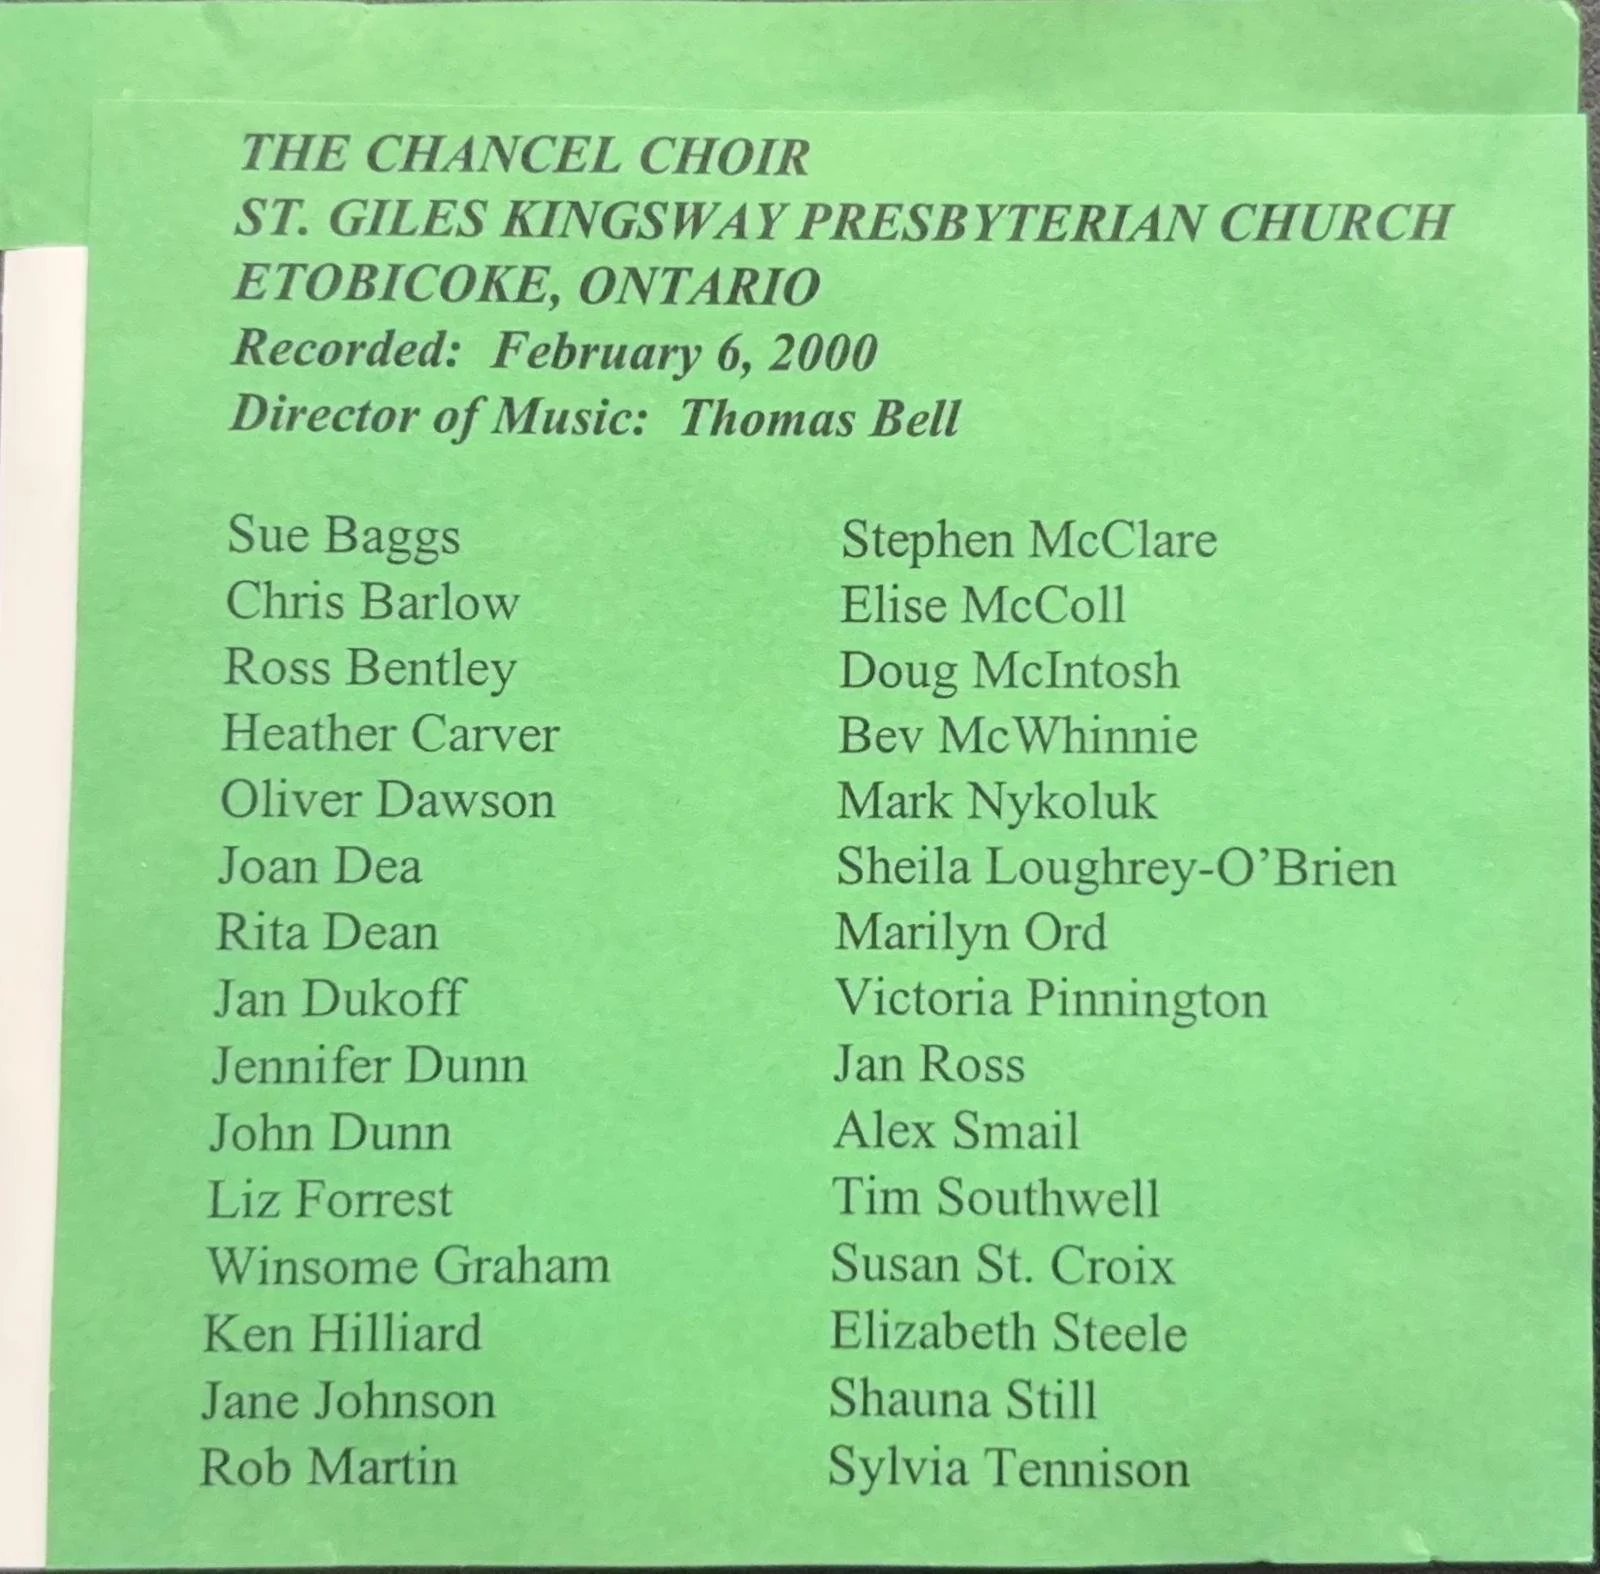 THE CHANCEL CHOIR
ST. GILES KINGSWAY PRESBYTERIAN CHURCH
ETOBICOKE, ONTARIO
Recorded:  February 6, 2000
Director of Music:  Thomas Bell
Sue Baggs
Chris Barlow
Ross Bentley
Heather Carver
Oliver Dawson
Joan Dea
Rita Dean
Jan Dukoff
Jennifer Dunn
John Dunn
Liz Forrest
Winsome Graham
Ken Hilliard
Jane Johnson
Rob Martin
Stephen McClare
Elise McColl
Doug McIntosh
Bev McWhinnie
Mark Nykoluk
Sheila Loughrey-O’Brien
Marilyn Ord
Victoria Pinnington
Jan Ross
Alex Smail
Tim Southwell
Susan St. Croix
Elizabeth Steele
Shauna Still
Sylvia Tennison